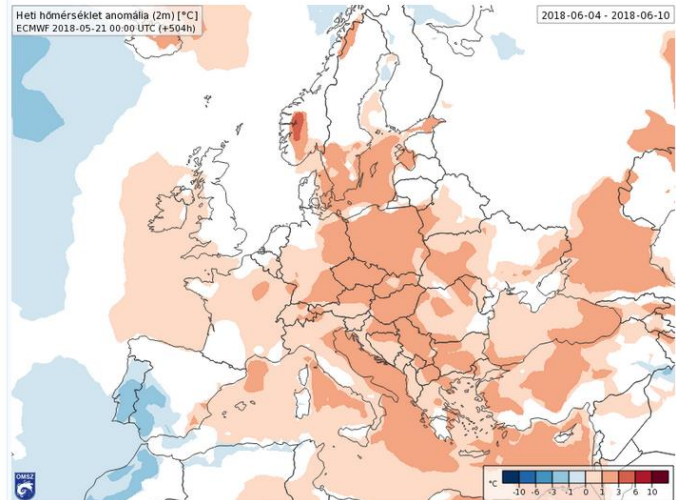 Heti hőmérséklet anomália (2m) [°C]
ECMWF 2018-05-21 00:00 UTC (+504h)
2018-06-04 - 2018-06-10
°C
-10 -6 -3 -1 0 1 3 6 10
OMSZ